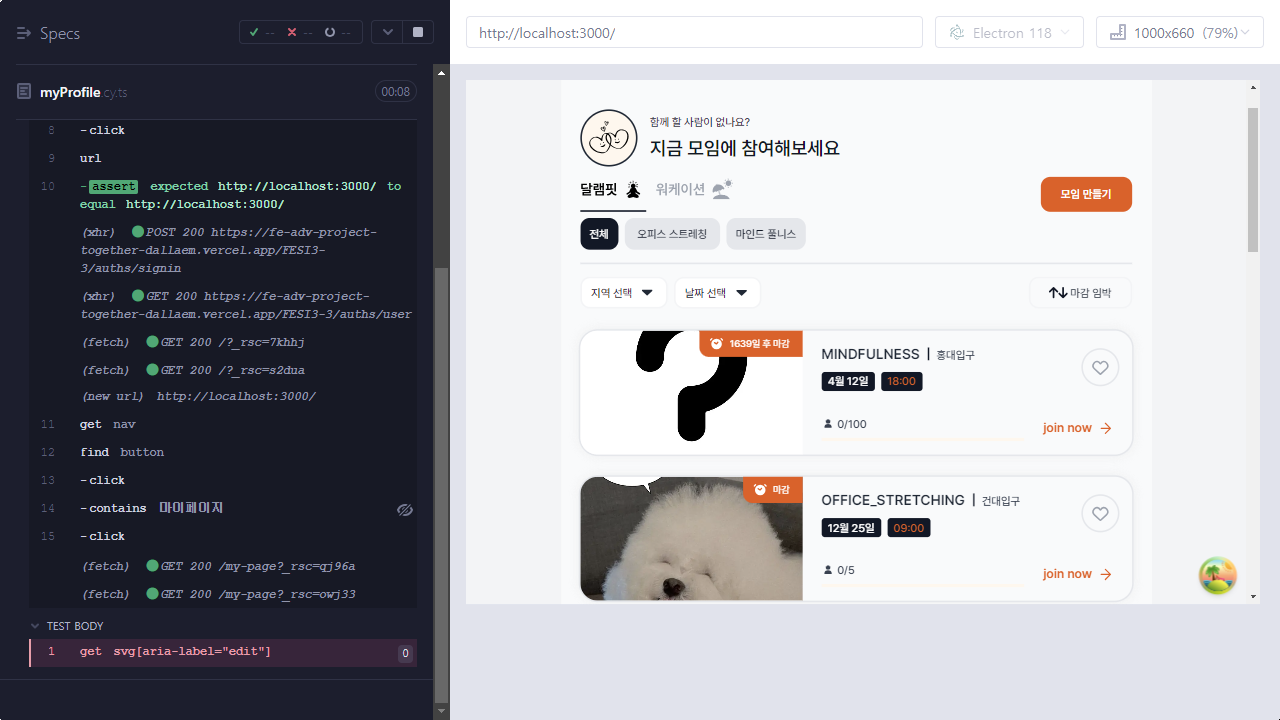 Specs
-- -- --
myProfile.cy.ts
00:08
8 -click
9 url
10 -assert expected http://localhost:3000/ to
equal http://localhost:3000/
(xhr) POST 200 https://fe-adv-project-
together-dallaem.vercel.app/FESI3-
3/auths/signin
(xhr) GET 200 https://fe-adv-project-
together-dallaem.vercel.app/FESI3-3/auths/user
(fetch) GET 200 /?_rsc=7khhj
(fetch) GET 200 /?_rsc=s2dua
(new url) http://localhost:3000/
11 get nav
12 find button
13 -click
14 -contains 마이페이지
15 -click
(fetch) GET 200 /my-page?_rsc=qj96a
(fetch) GET 200 /my-page?_rsc=owj33
TEST BODY
1 get svg[aria-label="edit"] 0
http://localhost:3000/
Electron 118
1000x660 (79%)
함께 할 사람이 없나요?
지금 모임에 참여해보세요
달램핏 워케이션
모임 만들기
전체 오피스 스트레칭 마인드 풀니스
지역 선택 날짜 선택 마감 임박
1639일 후 마감
MINDFULNESS | 홍대입구
4월 12일 18:00
0/100
join now
마감
OFFICE_STRETCHING | 건대입구
12월 25일 09:00
0/5
join now